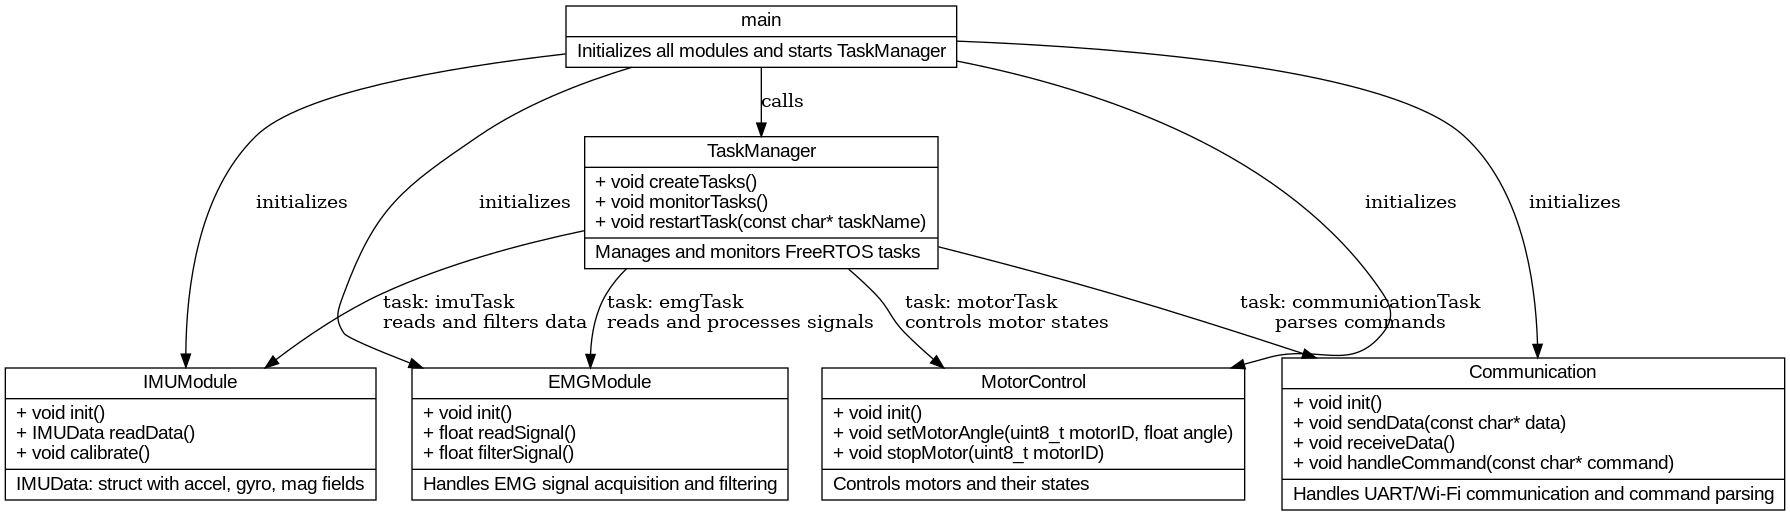 main
Initializes all modules and starts TaskManager
calls
TaskManager
+ void createTasks()
+ void monitorTasks()
+ void restartTask(const char* taskName)
Manages and monitors FreeRTOS tasks
initializes
initializes
initializes
initializes
task: imuTask
reads and filters data
task: emgTask
reads and processes signals
task: motorTask
controls motor states
task: communicationTask
parses commands
IMUModule
+ void init()
+ IMUData readData()
+ void calibrate()
IMUData: struct with accel, gyro, mag fields
EMGModule
+ void init()
+ float readSignal()
+ float filterSignal()
Handles EMG signal acquisition and filtering
MotorControl
+ void init()
+ void setMotorAngle(uint8_t motorID, float angle)
+ void stopMotor(uint8_t motorID)
Controls motors and their states
Communication
+ void init()
+ void sendData(const char* data)
+ void receiveData()
+ void handleCommand(const char* command)
Handles UART/Wi-Fi communication and command parsing